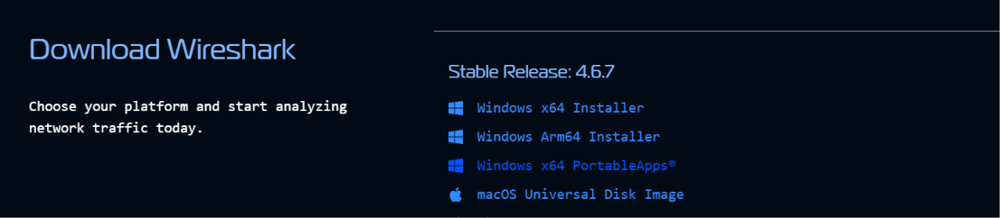 Download Wireshark
Choose your platform and start analyzing
network traffic today.
Stable Release: 4.6.7
Windows x64 Installer
Windows Arm64 Installer
Windows x64 PortableApps®
macOS Universal Disk Image